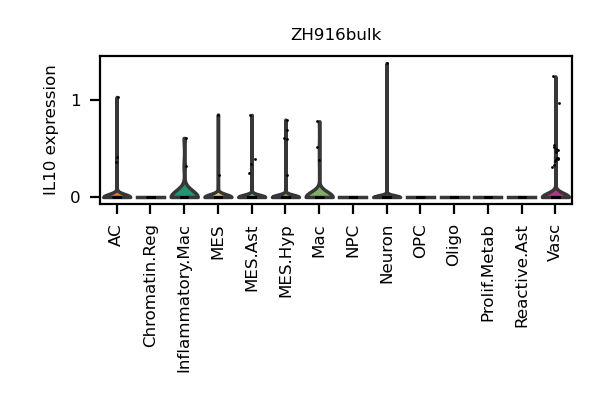 ZH916bulk
IL10 expression
1
0
AC
Chromatin.Reg
Inflammatory.Mac
MES
MES.Ast
MES.Hyp
Mac
NPC
Neuron
OPC
Oligo
Prolif.Metab
Reactive.Ast
Vasc